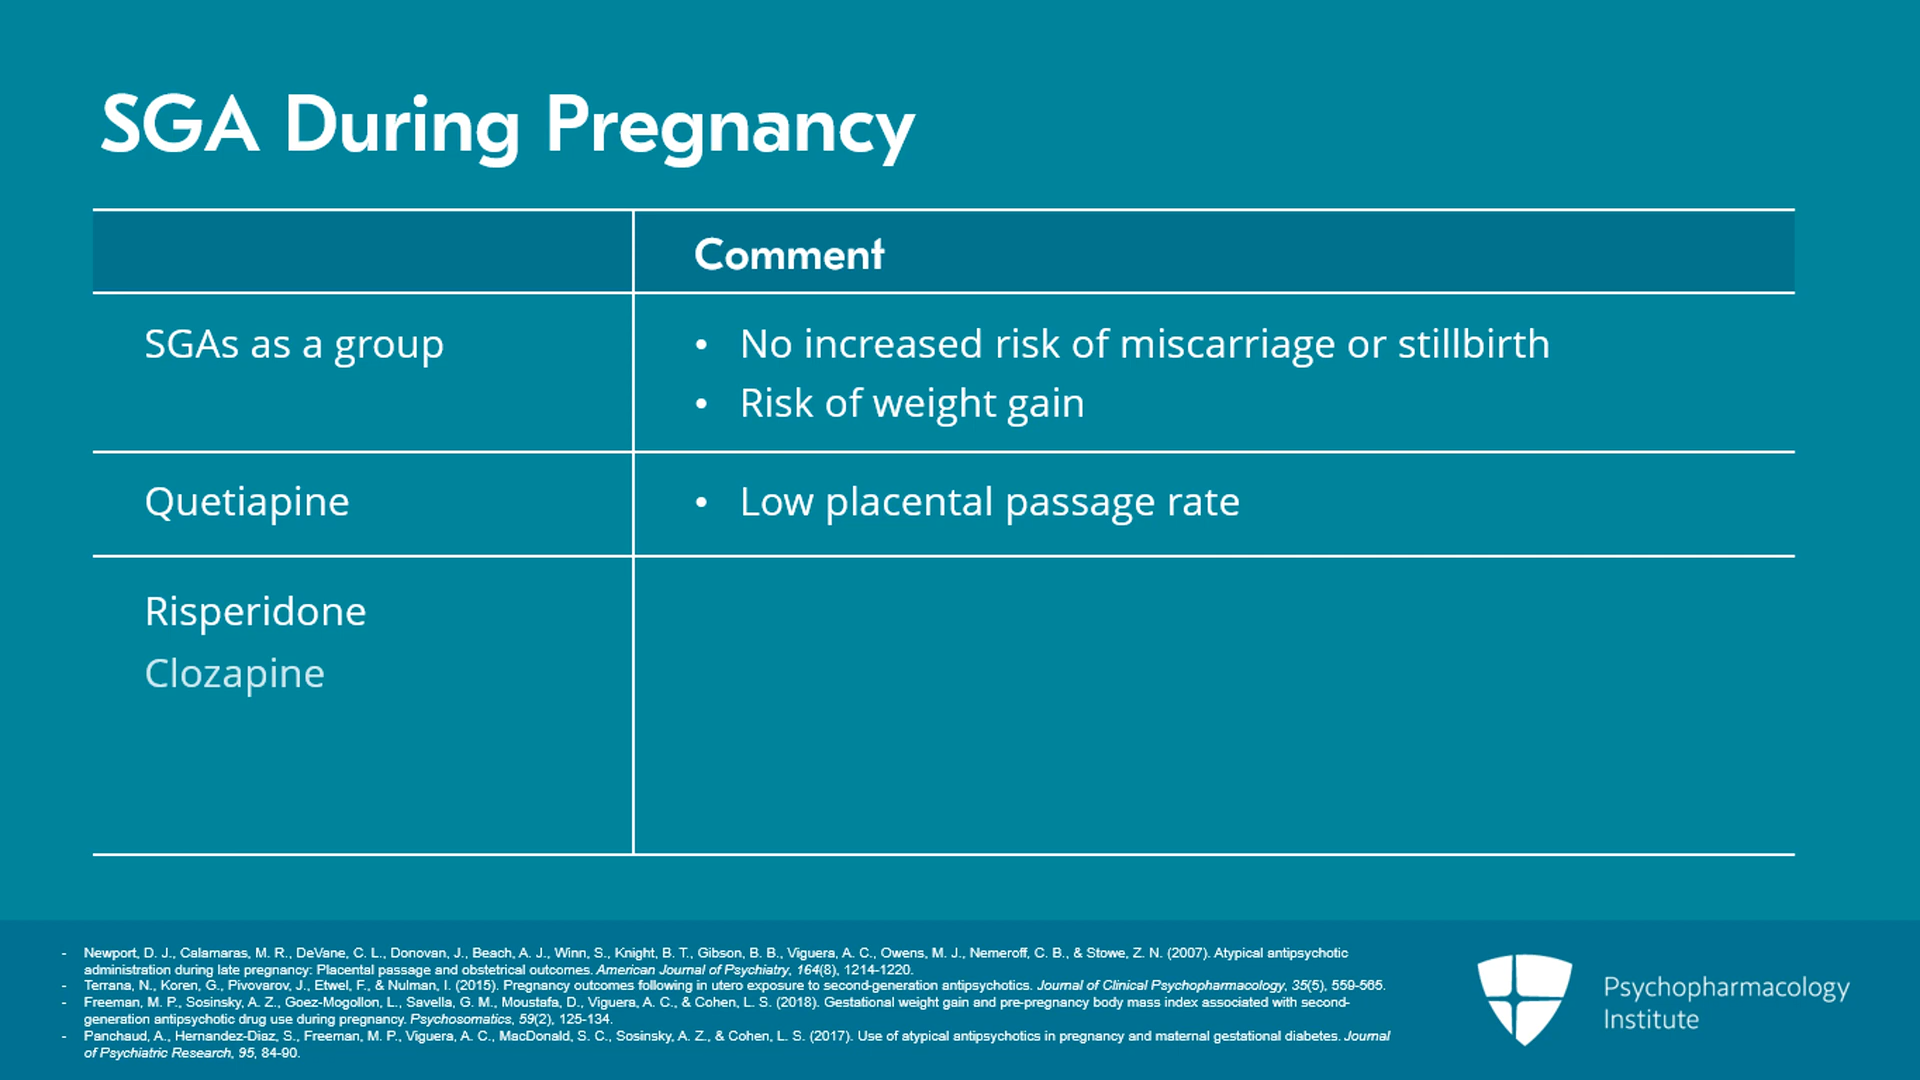 SGA During Pregnancy
Comment
SGAs as a group
• No increased risk of miscarriage or stillbirth
• Risk of weight gain
Quetiapine
• Low placental passage rate
Risperidone
Clozapine
- Newport, D. J., Calamaras, M. R., DeVane, C. L., Donovan, J., Beach, A. J., Winn, S., Knight, B. T., Gibson, B. B., Viguera, A. C., Owens, M. J., Nemeroff, C. B., & Stowe, Z. N. (2007). Atypical antipsychotic
administration during late pregnancy: Placental passage and obstetrical outcomes. American Journal of Psychiatry, 164(8), 1214-1220.
- Terrana, N., Koren, G., Pivovarov, J., Etwel, F., & Nulman, I. (2015). Pregnancy outcomes following in utero exposure to second-generation antipsychotics. Journal of Clinical Psychopharmacology, 35(5), 559-565.
- Freeman, M. P., Sosinsky, A. Z., Goez-Mogollon, L., Savella, G. M., Moustafa, D., Viguera, A. C., & Cohen, L. S. (2018). Gestational weight gain and pre-pregnancy body mass index associated with second-
generation antipsychotic drug use during pregnancy. Psychosomatics, 59(2), 125-134.
- Panchaud, A., Hernandez-Diaz, S., Freeman, M. P., Viguera, A. C., MacDonald, S. C., Sosinsky, A. Z., & Cohen, L. S. (2017). Use of atypical antipsychotics in pregnancy and maternal gestational diabetes. Journal
of Psychiatric Research, 95, 84-90.
Psychopharmacology
Institute